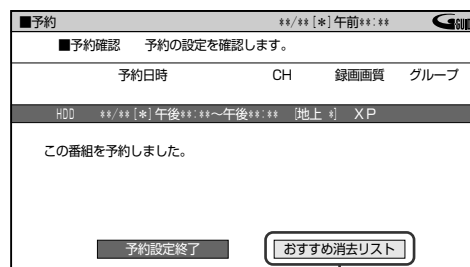 ■予約 **/**[*]午前**:** GGUI
■予約確認 予約の設定を確認します。
予約日時 CH 録画画質 グループ
HDD **/**[*]午後**:**～午後**:** [地上 *] XP
この番組を予約しました。
予約設定終了 おすすめ消去リスト